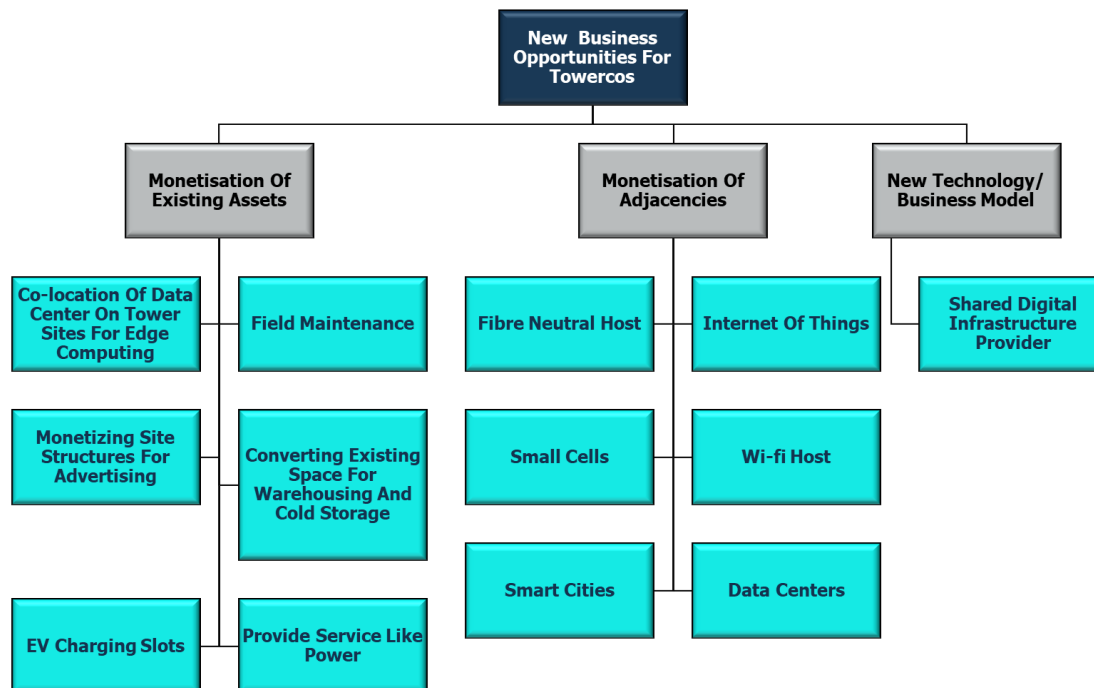 New Business
Opportunities For
Towercos
Monetisation Of
Existing Assets
Monetisation Of
Adjacencies
New Technology/
Business Model
Co-location Of Data
Center On Tower
Sites For Edge
Computing
Field Maintenance
Fibre Neutral Host
Internet Of Things
Shared Digital
Infrastructure
Provider
Monetizing Site
Structures For
Advertising
Converting Existing
Space For
Warehousing And
Cold Storage
Small Cells
Wi-fi Host
EV Charging Slots
Provide Service Like
Power
Smart Cities
Data Centers